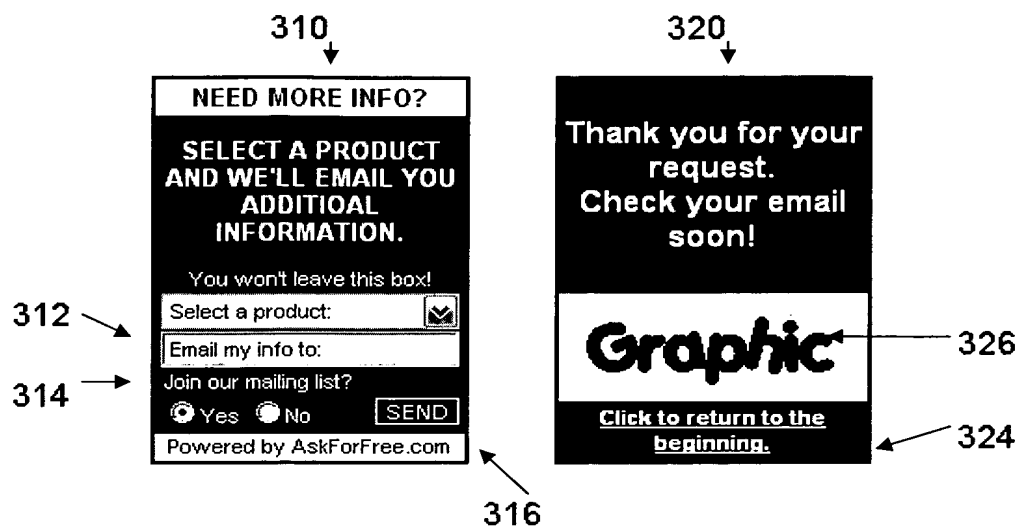 310
320
NEED MORE INFO?
SELECT A PRODUCT
AND WE'LL EMAIL YOU
ADDITIOAL
INFORMATION.
You won't leave this box!
Select a product:
Email my info to:
Join our mailing list?
Yes No SEND
Powered by AskForFree.com
312
314
316
Thank you for your
request.
Check your email
soon!
Graphic
Click to return to the
beginning.
326
324